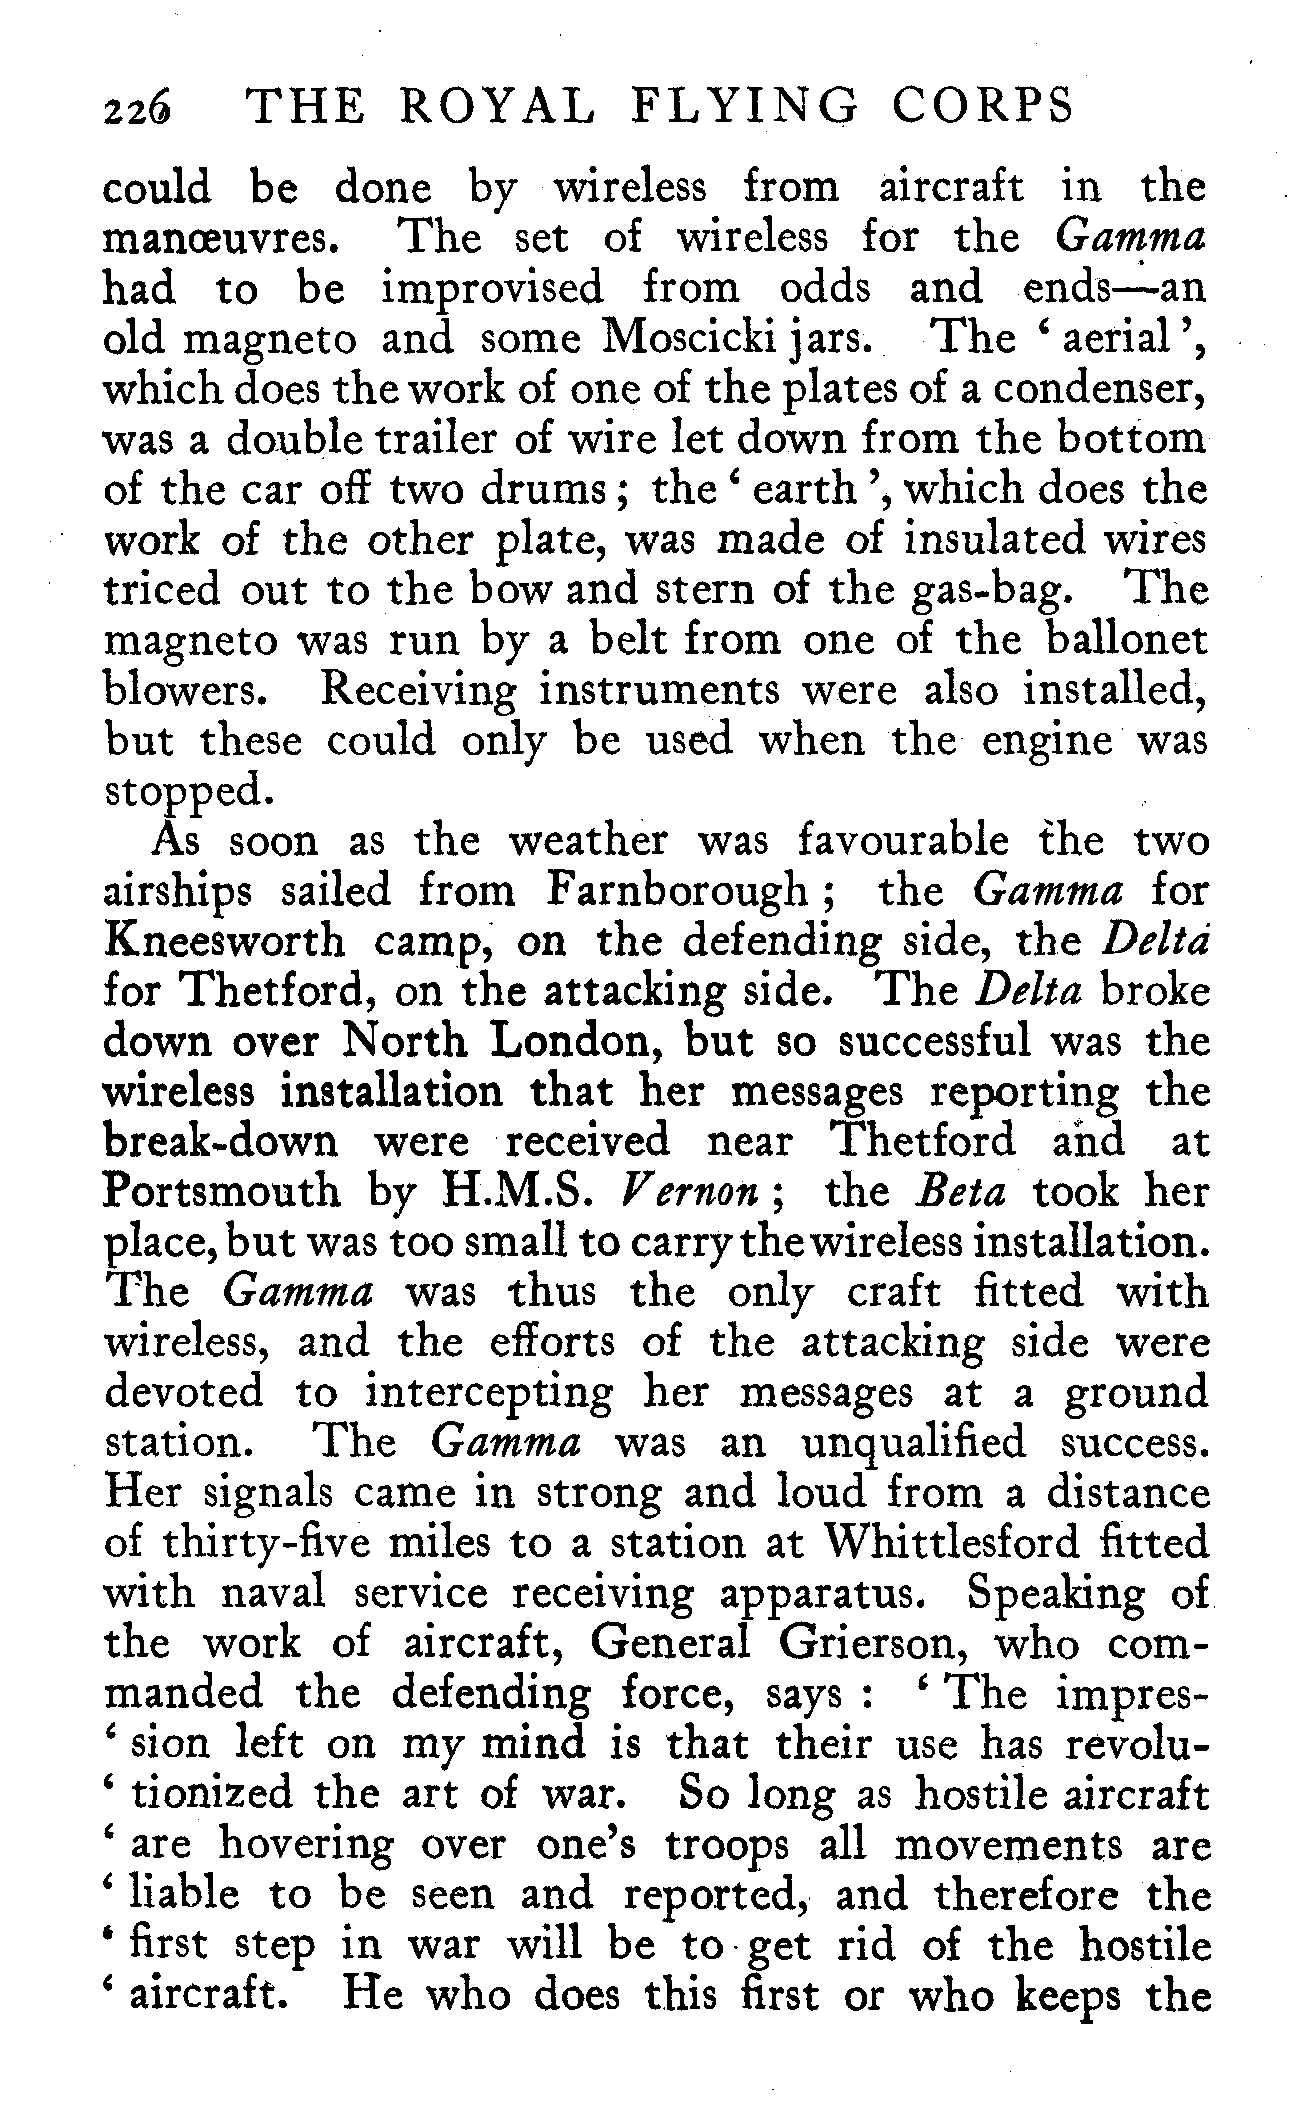 226 THE ROYAL FLYING CORPS
could be done by wireless from aircraft in the
manœuvres. The set of wireless for the Gamma
had to be improvised from odds and ends—an
old magneto and some Moscicki jars. The ‘ aerial ’,
which does the work of one of the plates of a condenser,
was a double trailer of wire let down from the bottom
of the car off two drums ; the ‘ earth ’, which does the
work of the other plate, was made of insulated wires
triced out to the bow and stern of the gas-bag. The
magneto was run by a belt from one of the ballonet
blowers. Receiving instruments were also installed,
but these could only be used when the engine was
stopped.
As soon as the weather was favourable the two
airships sailed from Farnborough ; the Gamma for
Kneesworth camp, on the defending side, the Delta
for Thetford, on the attacking side. The Delta broke
down over North London, but so successful was the
wireless installation that her messages reporting the
break-down were received near Thetford and at
Portsmouth by H.M.S. Vernon ; the Beta took her
place, but was too small to carry the wireless installation.
The Gamma was thus the only craft fitted with
wireless, and the efforts of the attacking side were
devoted to intercepting her messages at a ground
station. The Gamma was an unqualified success.
Her signals came in strong and loud from a distance
of thirty-five miles to a station at Whittlesford fitted
with naval service receiving apparatus. Speaking of
the work of aircraft, General Grierson, who com-
manded the defending force, says : ‘ The impres-
‘ sion left on my mind is that their use has revolu-
‘ tionized the art of war. So long as hostile aircraft
‘ are hovering over one’s troops all movements are
‘ liable to be seen and reported, and therefore the
‘ first step in war will be to get rid of the hostile
‘ aircraft. He who does this first or who keeps the